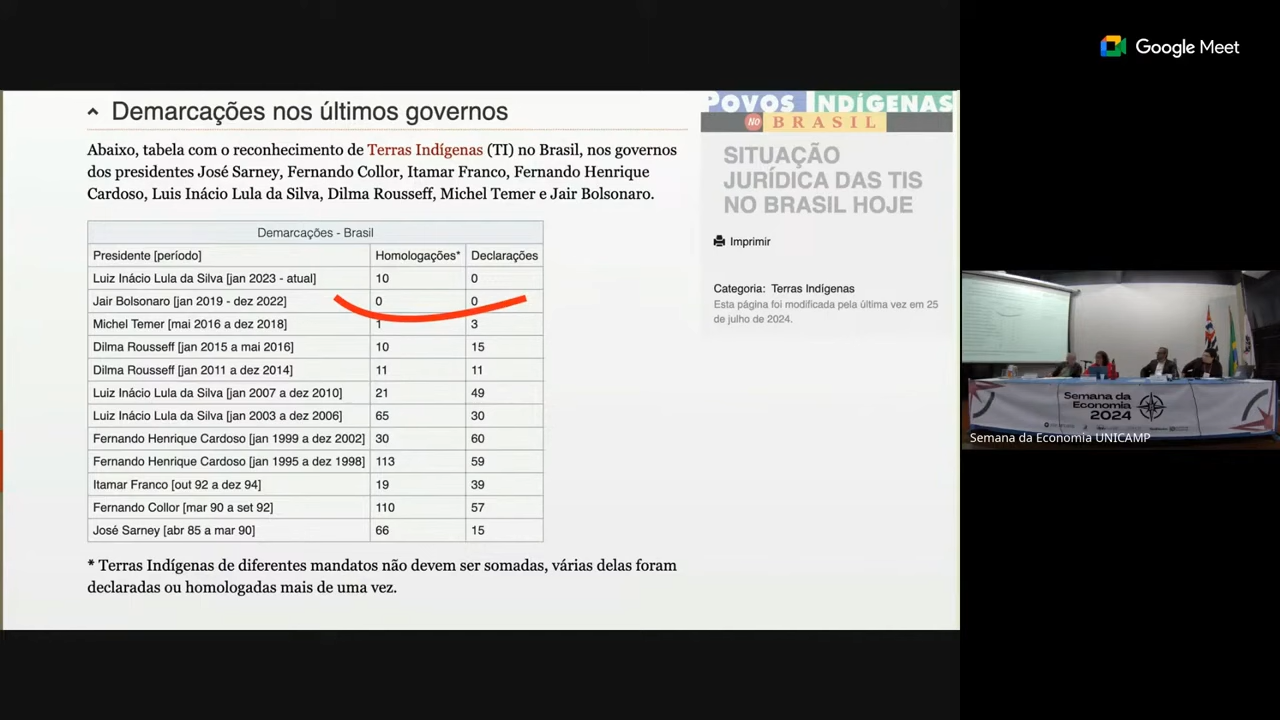 Google Meet
Demarcações nos últimos governos
Abaixo, tabela com o reconhecimento de Terras Indígenas (TI) no Brasil, nos governos
dos presidentes José Sarney, Fernando Collor, Itamar Franco, Fernando Henrique
Cardoso, Luis Inácio Lula da Silva, Dilma Rousseff, Michel Temer e Jair Bolsonaro.
Demarcações - Brasil
Presidente [período] Homologações* Declarações
Luiz Inácio Lula da Silva [jan 2023 - atual] 10 0
Jair Bolsonaro [jan 2019 - dez 2022] 0 0
Michel Temer [mai 2016 a dez 2018] 1 3
Dilma Rousseff [jan 2015 a mai 2016] 10 15
Dilma Rousseff [jan 2011 a dez 2014] 11 11
Luiz Inácio Lula da Silva [jan 2007 a dez 2010] 21 49
Luiz Inácio Lula da Silva [jan 2003 a dez 2006] 65 30
Fernando Henrique Cardoso [jan 1999 a dez 2002] 30 60
Fernando Henrique Cardoso [jan 1995 a dez 1998] 113 59
Itamar Franco [out 92 a dez 94] 19 39
Fernando Collor [mar 90 a set 92] 110 57
José Sarney [abr 85 a mar 90] 66 15
* Terras Indígenas de diferentes mandatos não devem ser somadas, várias delas foram
declaradas ou homologadas mais de uma vez.
POVOS INDÍGENAS
NO BRASIL
SITUAÇÃO
JURÍDICA DAS TIS
NO BRASIL HOJE
Imprimir
Categoria: Terras Indígenas
Esta página foi modificada pela última vez em 25
de julho de 2024.
Semana da
Economia
2024
Semana da Economia UNICAMP